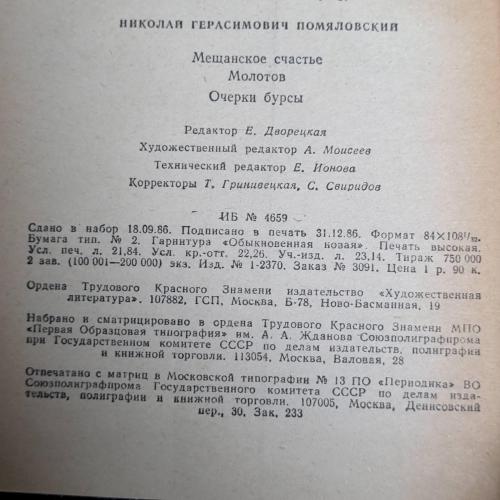 НИКОЛАЙ ГЕРАСИМОВИЧ ПОМЯЛОВСКИЙ
Мещанское счастье
Молотов
Очерки бурсы
Редактор Е. Дворецкая
Художественный редактор А. Моисеев
Технический редактор Е. Ионова
Корректоры Т. Гринивецкая, С. Свиридов
ИБ № 4659
Сдано в набор 18.09.86. Подписано в печать 31.12.86. Формат 84×108¹/₃₂.
Бумага тип. № 2. Гарнитура «Обыкновенная новая». Печать высокая.
Усл. печ. л. 21,84. Усл. кр.-отт. 22,26. Уч.-изд. л. 23,14. Тираж 750 000
2 зав. (100 001—200 000) экз. Изд. № 1-2370. Заказ № 3091. Цена 1 р. 90 к.
Ордена Трудового Красного Знамени издательство «Художественная
литература». 107882, ГСП, Москва, Б-78, Ново-Басманная, 19
Набрано и сматрицировано в ордена Трудового Красного Знамени МПО
«Первая Образцовая типография» им. А. А. Жданова Союзполиграфпрома
при Государственном комитете СССР по делам издательств, полиграфии
и книжной торговли. 113054, Москва, Валовая, 28
Отпечатано с матриц в Московской типографии № 13 ПО «Периодика» ВО
Союзполиграфпрома Государственного комитета СССР по делам изда-
тельств, полиграфии и книжной торговли. 107005, Москва, Денисовский
пер., 30. Зак. 233